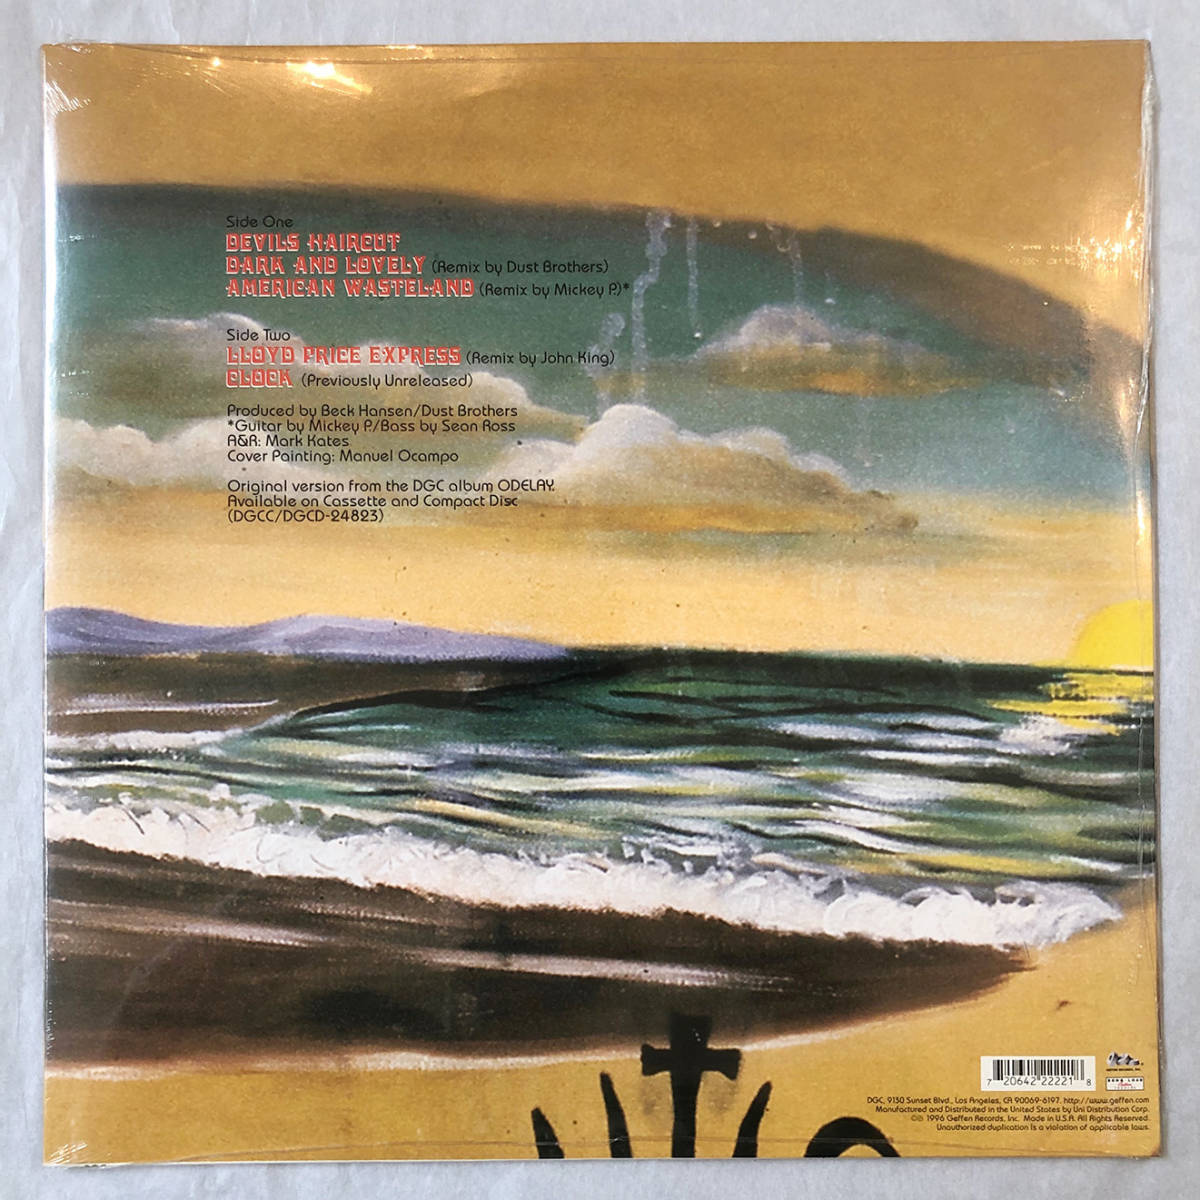 Side One
DEVILS HAIRCUT
DARK AND LOVELY (Remix by Dust Brothers)
AMERICAN WASTELAND (Remix by Mickey P.)*
Side Two
LLOYD PRICE EXPRESS (Remix by John King)
CLOCK (Previously Unreleased)
Produced by Beck Hansen/Dust Brothers
*Guitar by Mickey P./Bass by Sean Ross
A&R: Mark Kates
Cover Painting: Manuel Ocampo
Original version from the DGC album ODELAY.
Available on Cassette and Compact Disc
(DGCC/DGCD-24823)
7 20642 22221 8
GEFFEN RECORDS, INC.
BONG LOAD
DGC, 9130 Sunset Blvd., Los Angeles, CA 90069-6197. http://www.geffen.com
Manufactured and Distributed in the United States by Uni Distribution Corp.
©℗ 1996 Geffen Records, Inc. Made in U.S.A. All Rights Reserved.
Unauthorized duplication is a violation of applicable laws.